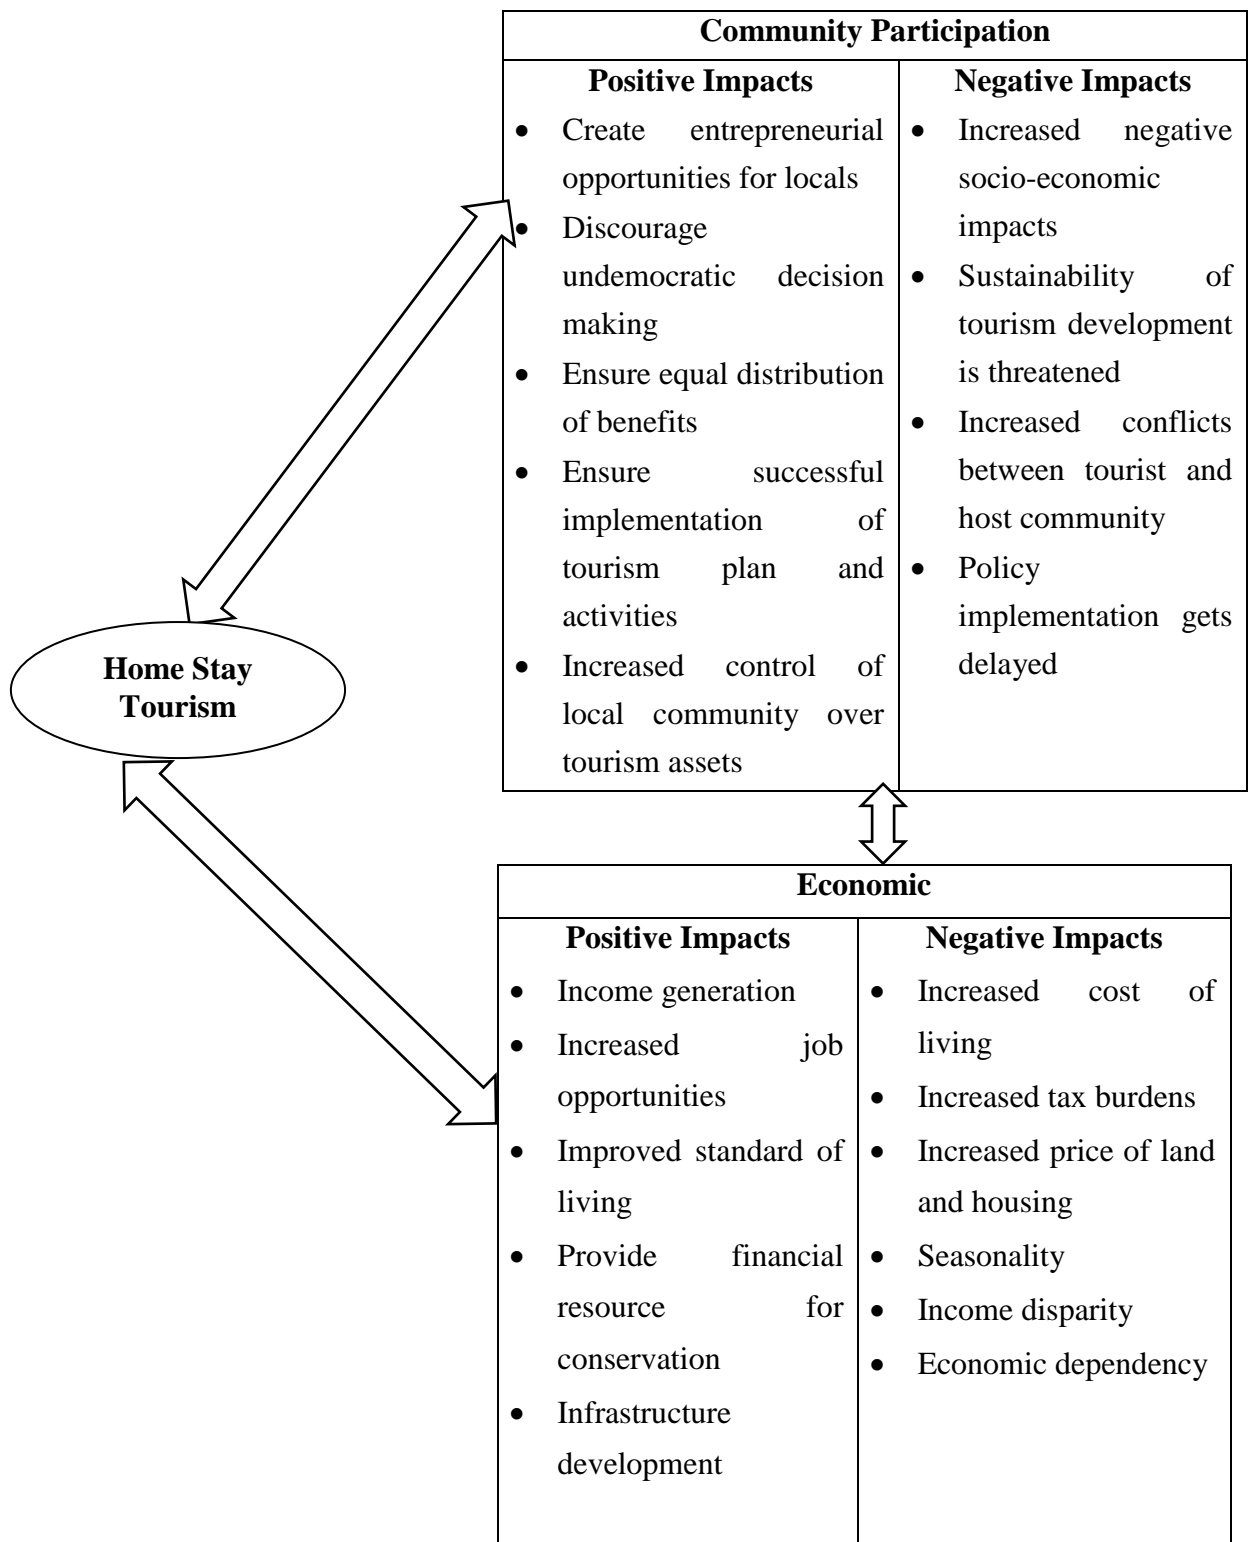 Community Participation
Positive Impacts
• Create entrepreneurial
opportunities for locals
• Discourage
undemocratic decision
making
• Ensure equal distribution
of benefits
• Ensure successful
implementation of
tourism plan and
activities
• Increased control of
local community over
tourism assets
Negative Impacts
• Increased negative
socio-economic
impacts
• Sustainability of
tourism development
is threatened
• Increased conflicts
between tourist and
host community
• Policy
implementation gets
delayed
Home Stay
Tourism
Economic
Positive Impacts
• Income generation
• Increased job
opportunities
• Improved standard of
living
• Provide financial
resource for
conservation
• Infrastructure
development
Negative Impacts
• Increased cost of
living
• Increased tax burdens
• Increased price of land
and housing
• Seasonality
• Income disparity
• Economic dependency